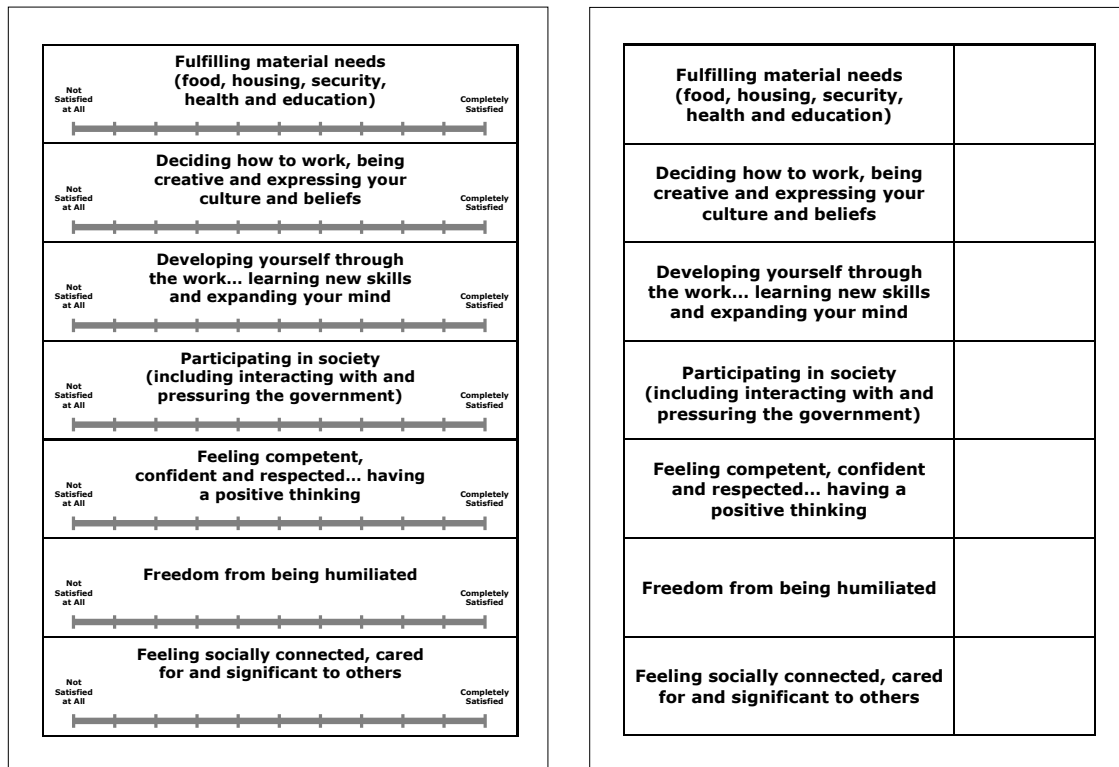 Fulfilling material needs
(food, housing, security,
health and education)
Not
Satisfied
at All
Completely
Satisfied
Deciding how to work, being
creative and expressing your
culture and beliefs
Not
Satisfied
at All
Completely
Satisfied
Developing yourself through
the work... learning new skills
and expanding your mind
Not
Satisfied
at All
Completely
Satisfied
Participating in society
(including interacting with and
pressuring the government)
Not
Satisfied
at All
Completely
Satisfied
Feeling competent,
confident and respected... having
a positive thinking
Not
Satisfied
at All
Completely
Satisfied
Freedom from being humiliated
Not
Satisfied
at All
Completely
Satisfied
Feeling socially connected, cared
for and significant to others
Not
Satisfied
at All
Completely
Satisfied
Fulfilling material needs
(food, housing, security,
health and education)
Deciding how to work, being
creative and expressing your
culture and beliefs
Developing yourself through
the work... learning new skills
and expanding your mind
Participating in society
(including interacting with and
pressuring the government)
Feeling competent, confident
and respected... having a
positive thinking
Freedom from being humiliated
Feeling socially connected, cared
for and significant to others